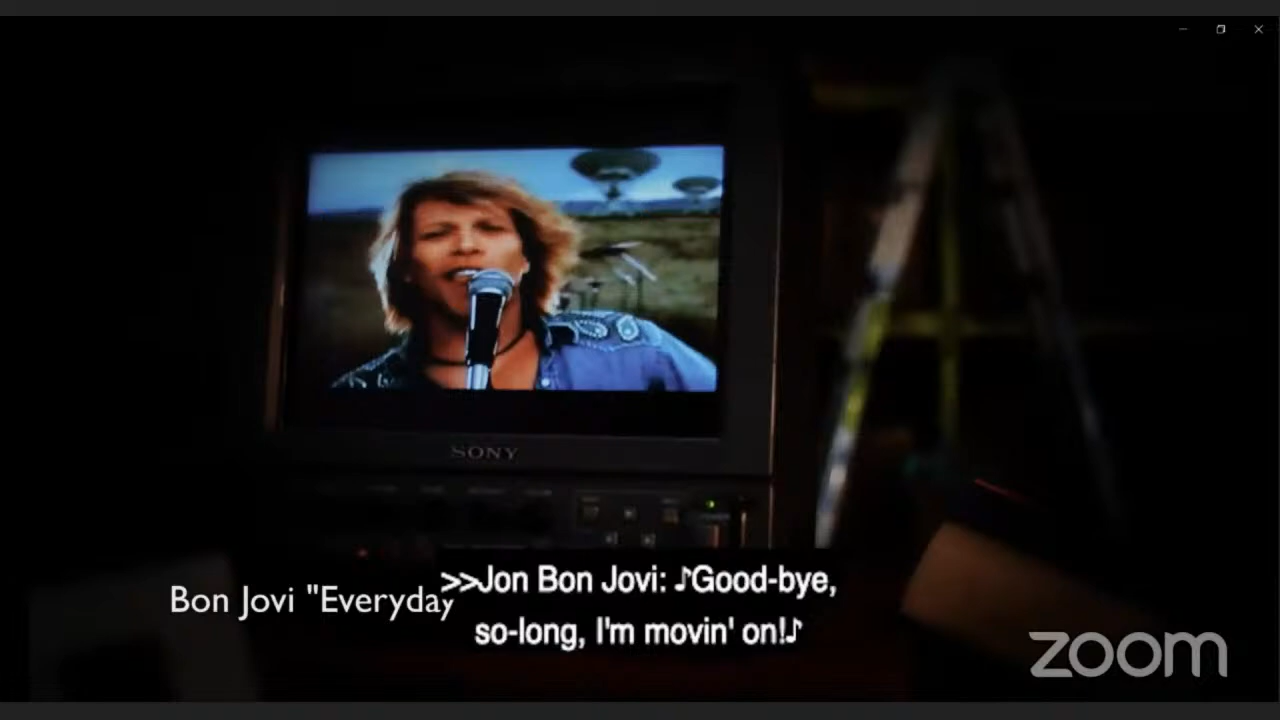 SONY
Bon Jovi "Everyday
>>Jon Bon Jovi: ♪Good-bye,
so-long, I'm movin' on!♪
zoom